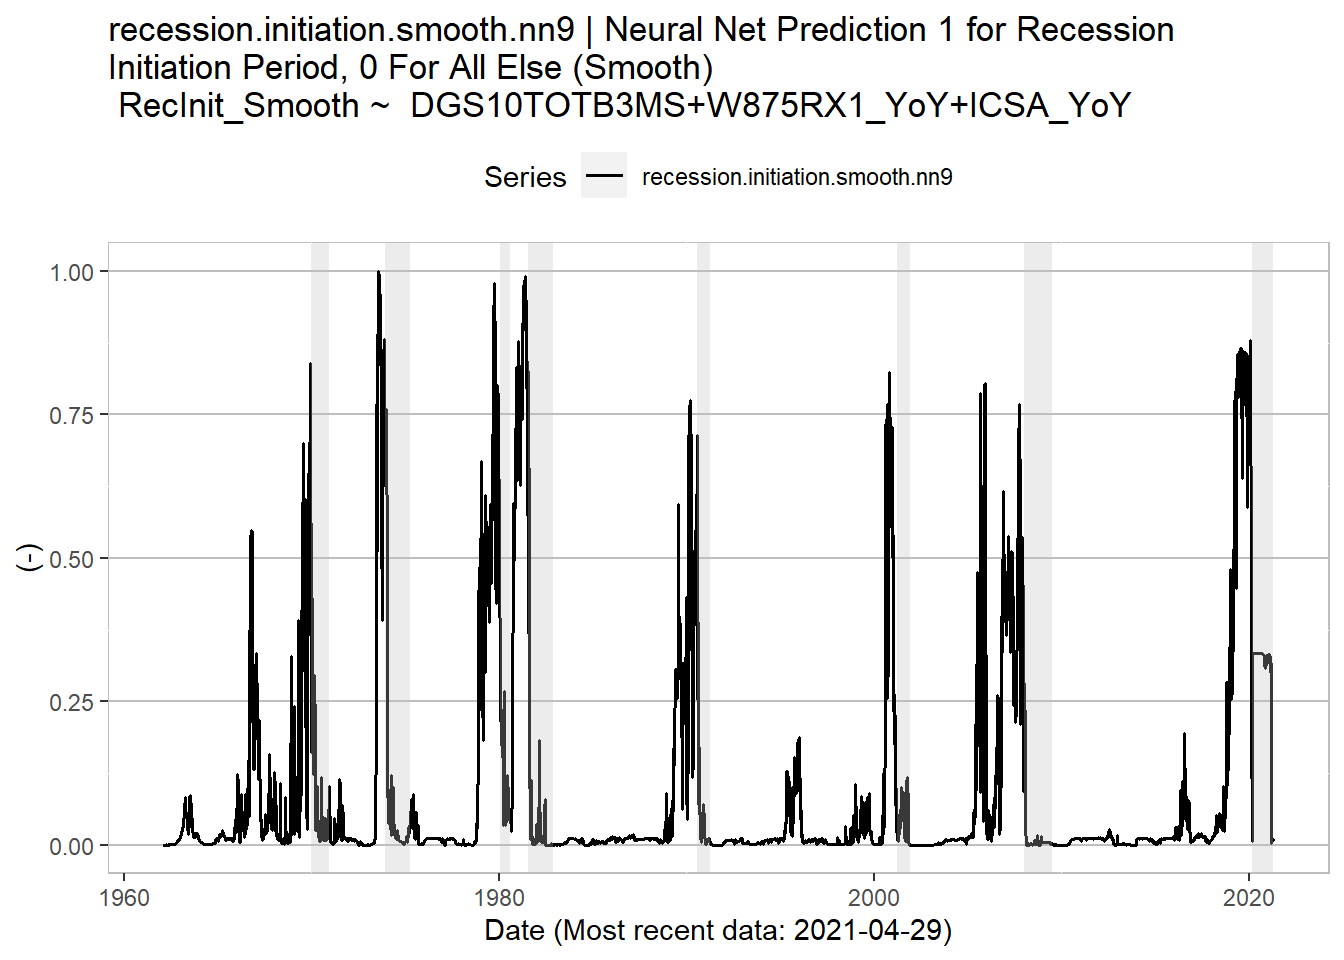 recession.initiation.smooth.nn9 | Neural Net Prediction 1 for Recession
Initiation Period, 0 For All Else (Smooth)
RecInit_Smooth ~  DGS10TOTB3MS+W875RX1_YoY+ICSA_YoY
Series recession.initiation.smooth.nn9
1.00
0.75
0.50
0.25
0.00
(-)
1960 1980 2000 2020
Date (Most recent data: 2021-04-29)